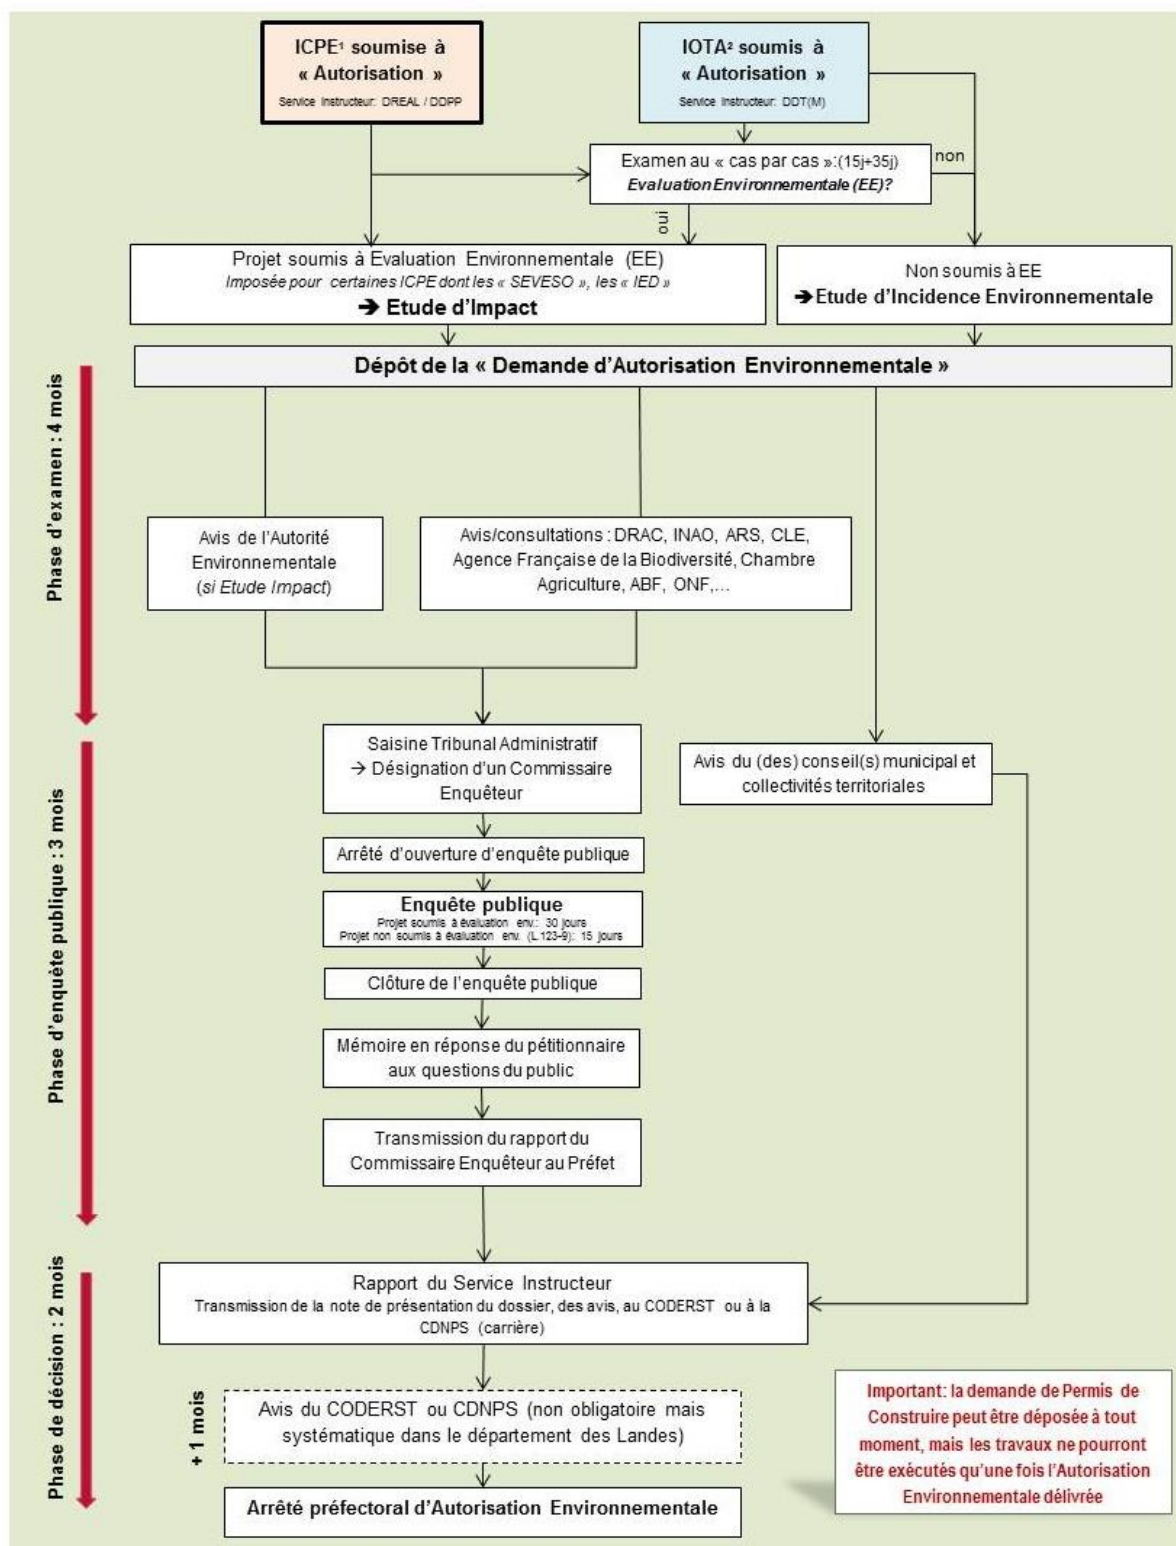 ICPE¹ soumise à
« Autorisation »
Service Instructeur: DREAL / DDPP
IOTA² soumis à
« Autorisation »
Service Instructeur: DDT(M)
Examen au « cas par cas »:(15j+35j)
Evaluation Environnementale (EE)?
non
oui
Projet soumis à Evaluation Environnementale (EE)
Imposée pour certaines ICPE dont les « SEVESO », les « IED »
➔ Etude d’Impact
Non soumis à EE
➔ Etude d’Incidence Environnementale
Dépôt de la « Demande d’Autorisation Environnementale »
Phase d’examen : 4 mois
Avis de l’Autorité
Environnementale
(si Etude Impact)
Avis/consultations : DRAC, INAO, ARS, CLE,
Agence Française de la Biodiversité, Chambre
Agriculture, ABF, ONF,…
Phase d’enquête publique : 3 mois
Saisine Tribunal Administratif
→ Désignation d’un Commissaire
Enquêteur
Avis du (des) conseil(s) municipal et
collectivités territoriales
Arrêté d’ouverture d’enquête publique
Enquête publique
Projet soumis à évaluation env.: 30 jours
Projet non soumis à évaluation env. (L.123-9): 15 jours
Clôture de l’enquête publique
Mémoire en réponse du pétitionnaire
aux questions du public
Transmission du rapport du
Commissaire Enquêteur au Préfet
Phase de décision : 2 mois
Rapport du Service Instructeur
Transmission de la note de présentation du dossier, des avis, au CODERST ou à la
CDNPS (carrière)
+ 1 mois
Avis du CODERST ou CDNPS (non obligatoire mais
systématique dans le département des Landes)
Arrêté préfectoral d’Autorisation Environnementale
Important: la demande de Permis de
Construire peut être déposée à tout
moment, mais les travaux ne pourront
être exécutés qu’une fois l’Autorisation
Environnementale délivrée